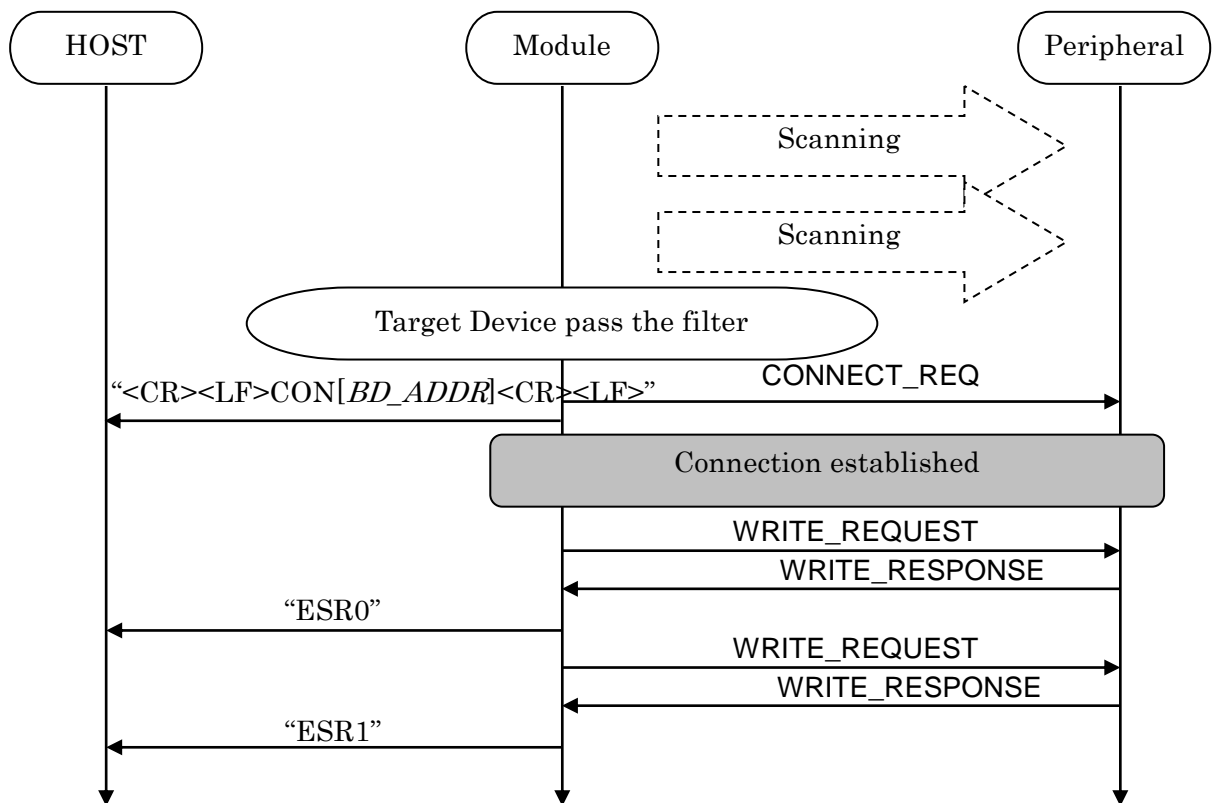 HOST
Module
Peripheral
Scanning
Scanning
Target Device pass the filter
“<CR><LF>CON[BD_ADDR]<CR><LF>”
CONNECT_REQ
Connection established
WRITE_REQUEST
WRITE_RESPONSE
“ESR0”
WRITE_REQUEST
WRITE_RESPONSE
“ESR1”